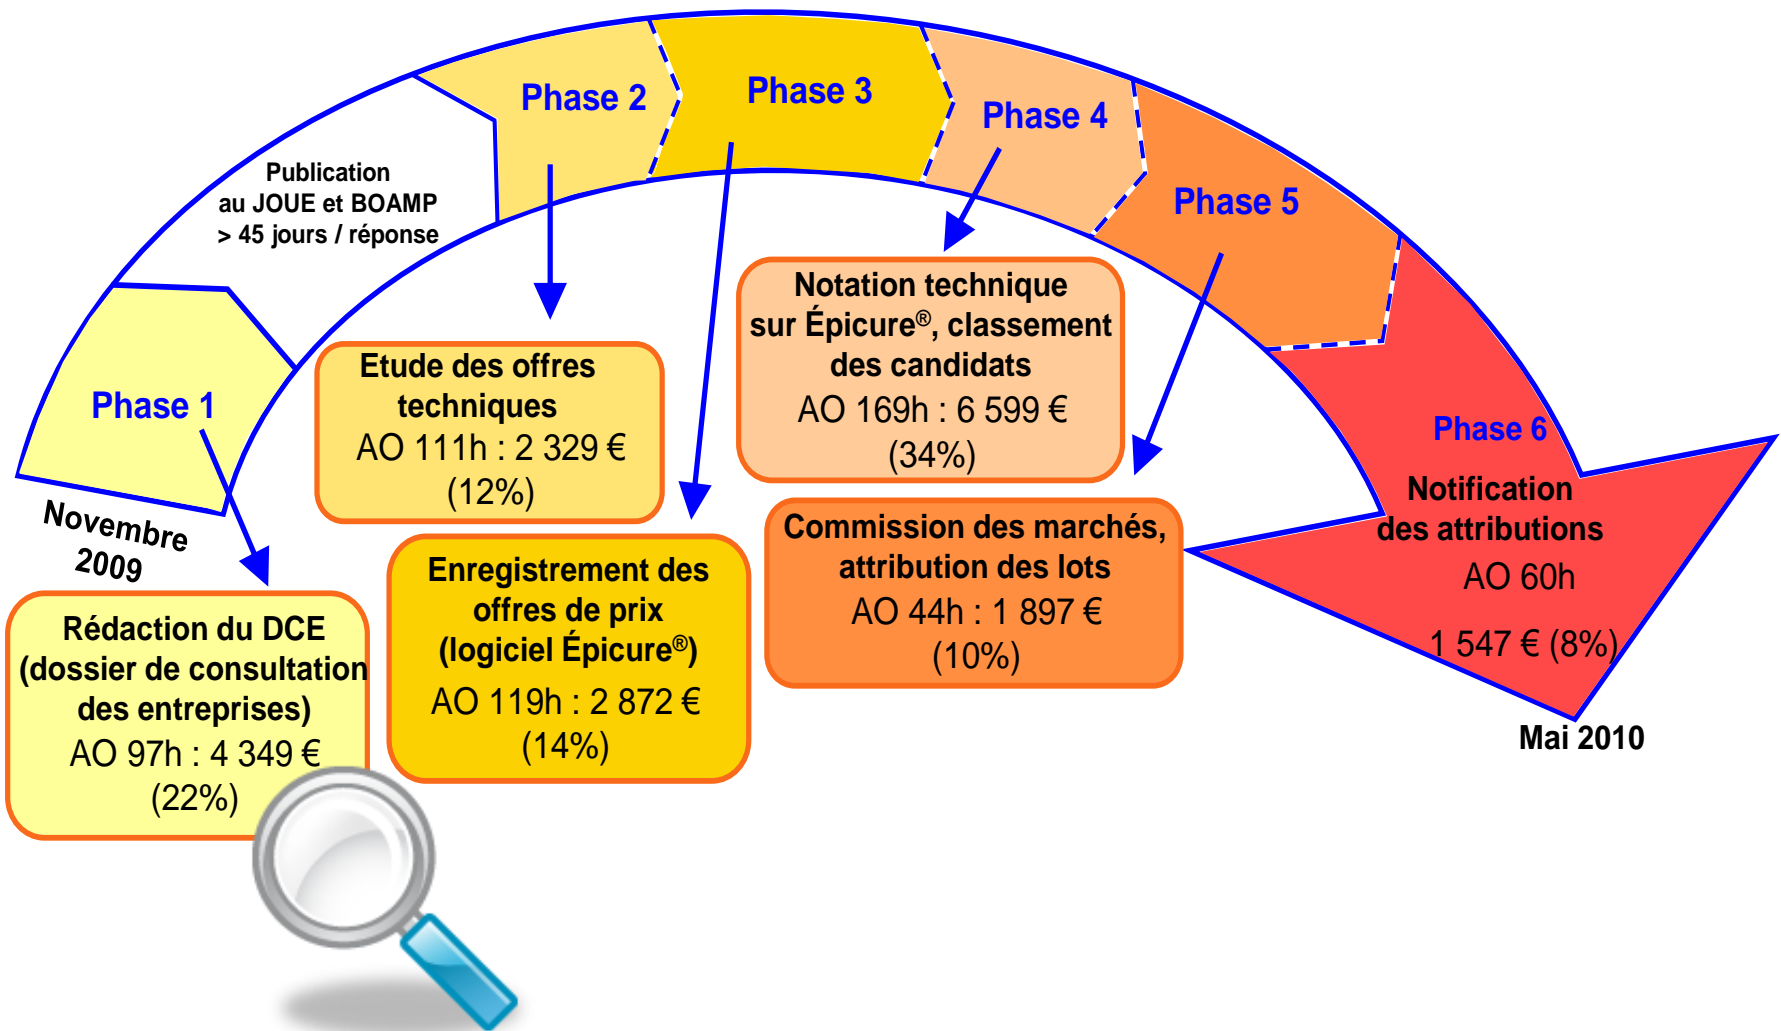 Phase 1
Publication
au JOUE et BOAMP
> 45 jours / réponse
Phase 2
Phase 3
Phase 4
Phase 5
Phase 6
Notification
des attributions
AO 60h
1 547 € (8%)
Mai 2010
Novembre
2009
Rédaction du DCE
(dossier de consultation
des entreprises)
AO 97h : 4 349 €
(22%)
Etude des offres
techniques
AO 111h : 2 329 €
(12%)
Enregistrement des
offres de prix
(logiciel Épicure®)
AO 119h : 2 872 €
(14%)
Notation technique
sur Épicure®, classement
des candidats
AO 169h : 6 599 €
(34%)
Commission des marchés,
attribution des lots
AO 44h : 1 897 €
(10%)